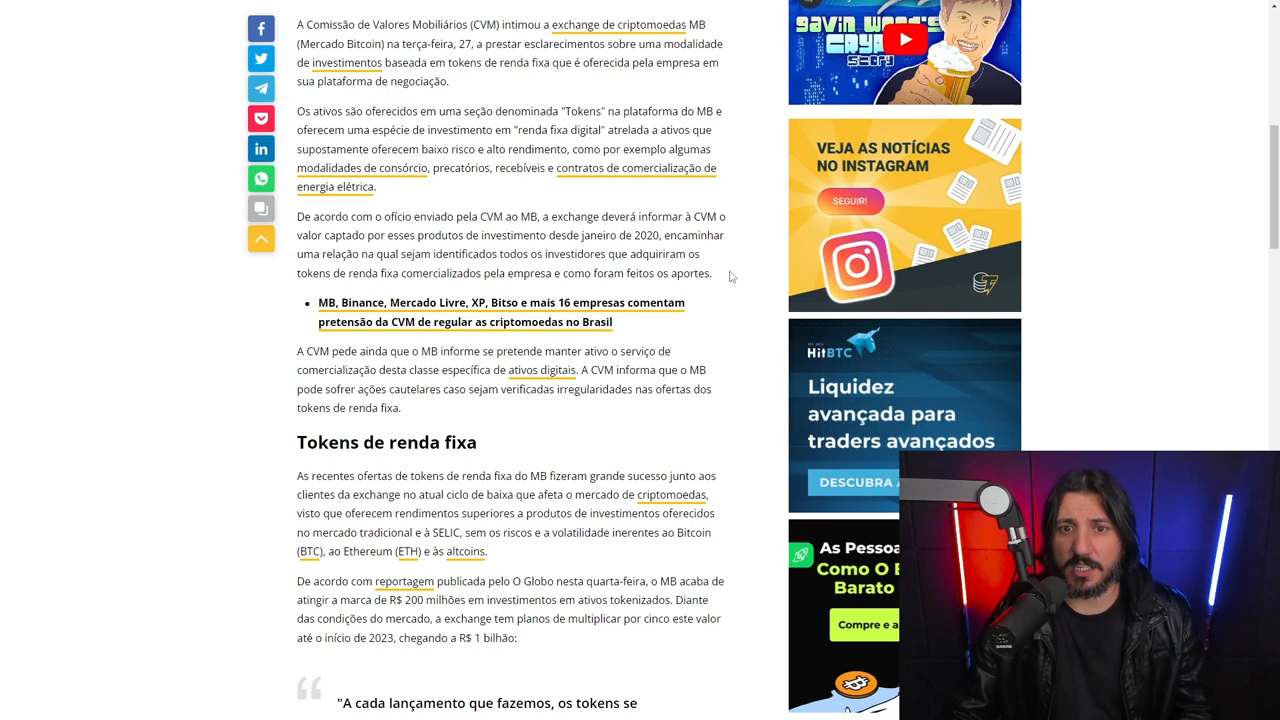 A Comissão de Valores Mobiliários (CVM) intimou a exchange de criptomoedas MB
(Mercado Bitcoin) na terça-feira, 27, a prestar esclarecimentos sobre uma modalidade
de investimentos baseada em tokens de renda fixa que é oferecida pela empresa em
sua plataforma de negociação.
Os ativos são oferecidos em uma seção denominada "Tokens" na plataforma do MB e
oferecem uma espécie de investimento em "renda fixa digital" atrelada a ativos que
supostamente oferecem baixo risco e alto rendimento, como por exemplo algumas
modalidades de consórcio, precatórios, recebíveis e contratos de comercialização de
energia elétrica.
De acordo com o ofício enviado pela CVM ao MB, a exchange deverá informar à CVM o
valor captado por esses produtos de investimento desde janeiro de 2020, encaminhar
uma relação na qual sejam identificados todos os investidores que adquiriram os
tokens de renda fixa comercializados pela empresa e como foram feitos os aportes.
MB, Binance, Mercado Livre, XP, Bitso e mais 16 empresas comentam
pretensão da CVM de regular as criptomoedas no Brasil
A CVM pede ainda que o MB informe se pretende manter ativo o serviço de
comercialização desta classe específica de ativos digitais. A CVM informa que o MB
pode sofrer ações cautelares caso sejam verificadas irregularidades nas ofertas dos
tokens de renda fixa.
Tokens de renda fixa
As recentes ofertas de tokens de renda fixa do MB fizeram grande sucesso junto aos
clientes da exchange no atual ciclo de baixa que afeta o mercado de criptomoedas,
visto que oferecem rendimentos superiores a produtos de investimentos oferecidos
no mercado tradicional e à SELIC, sem os riscos e a volatilidade inerentes ao Bitcoin
(BTC), ao Ethereum (ETH) e às altcoins.
De acordo com reportagem publicada pelo O Globo nesta quarta-feira, o MB acaba de
atingir a marca de R$ 200 milhões em investimentos em ativos tokenizados. Diante
das condições do mercado, a exchange tem planos de multiplicar por cinco este valor
até o início de 2023, chegando a R$ 1 bilhão:
"A cada lançamento que fazemos, os tokens se
STORY
VEJA AS NOTÍCIAS
NO INSTAGRAM
SEGUIR!
HitBTC
Liquidez
avançada para
traders avançados
DESCUBRA
As Pessoa
Como O
Barato
Compre e a